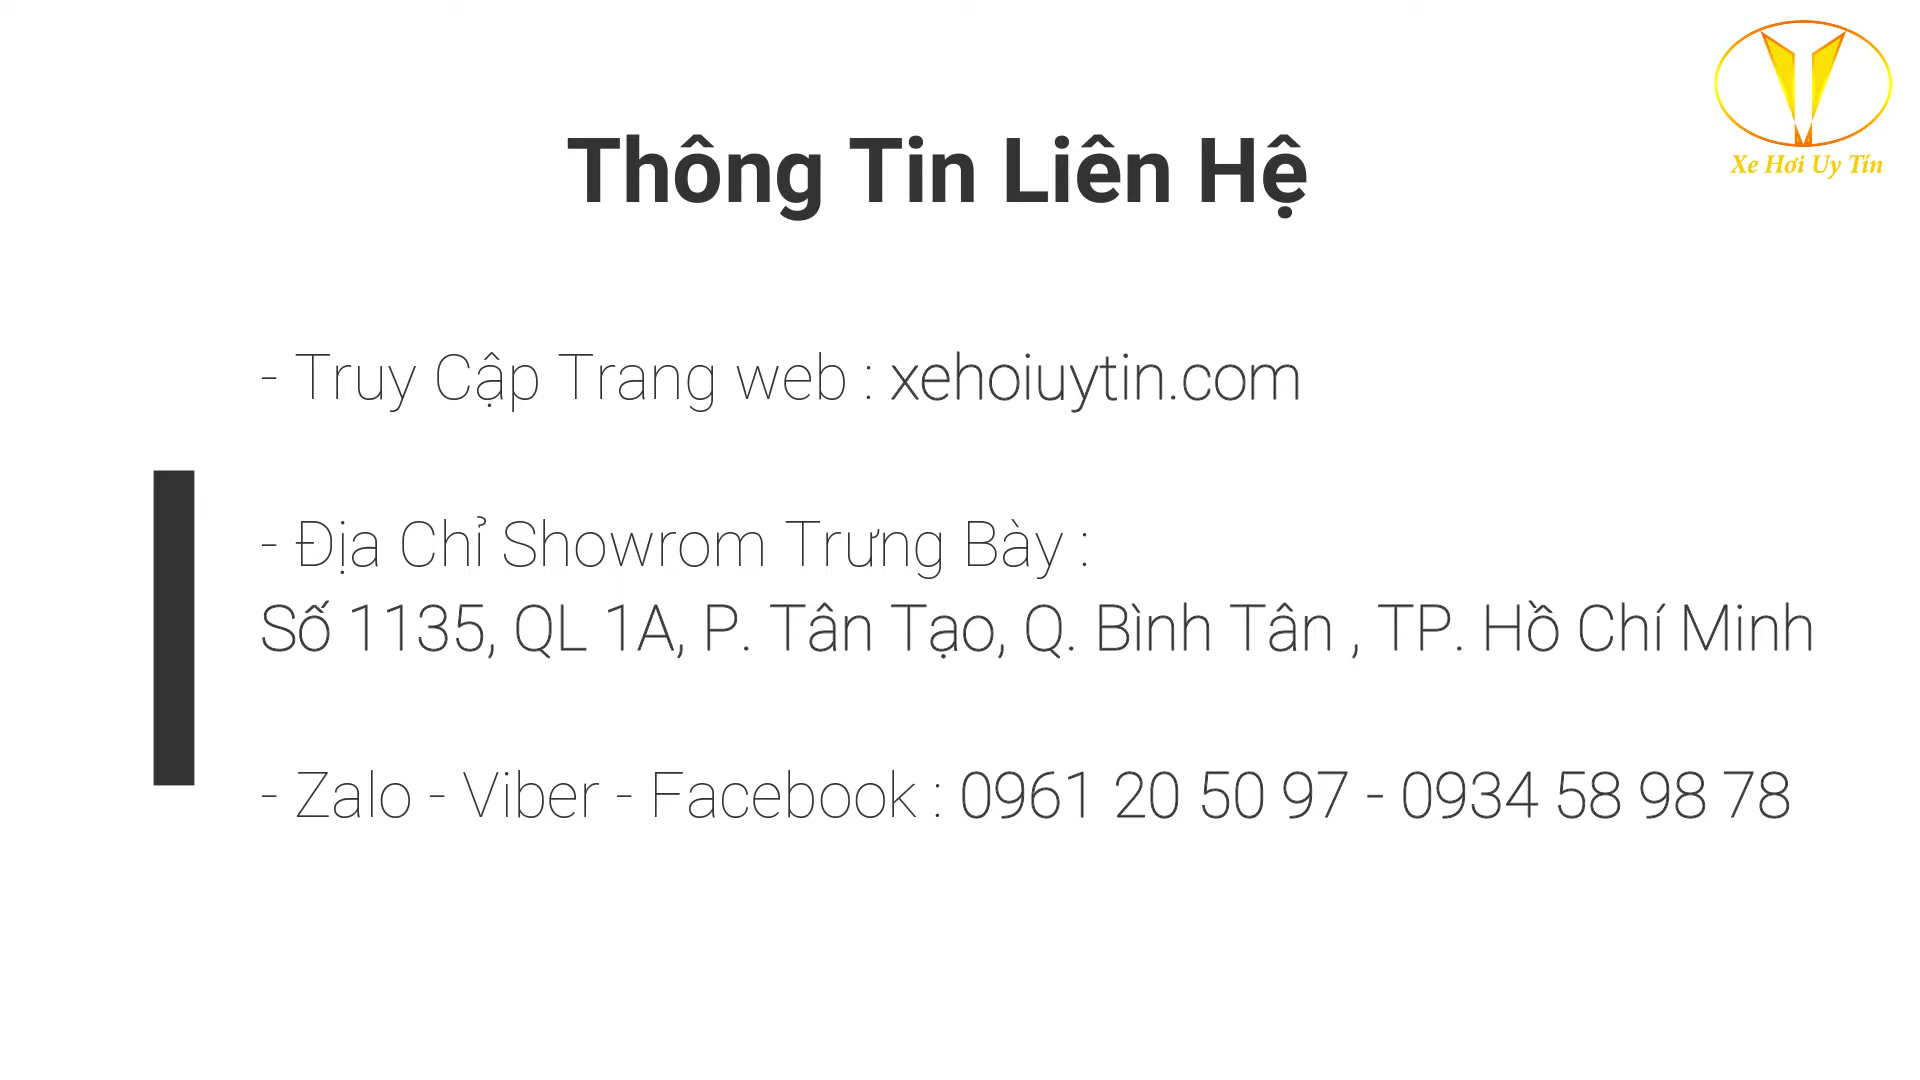 Xe Hơi Uy Tín
Thông Tin Liên Hệ
- Truy Cập Trang web : xehoiuytin.com
- Địa Chỉ Showrom Trưng Bày :
Số 1135, QL 1A, P. Tân Tạo, Q. Bình Tân , TP. Hồ Chí Minh
- Zalo - Viber - Facebook : 0961 20 50 97 - 0934 58 98 78